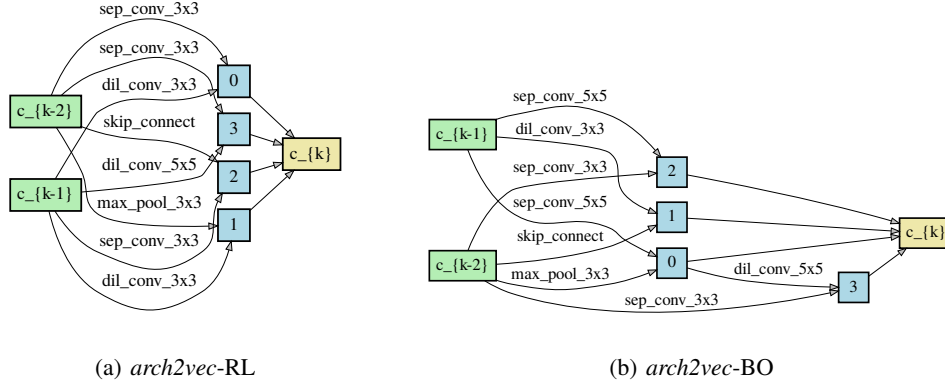 sep_conv_3x3
sep_conv_3x3
0
dil_conv_3x3
c_{k-2}
skip_connect
3
c_{k}
dil_conv_5x5
2
c_{k-1}
max_pool_3x3
1
sep_conv_3x3
dil_conv_3x3
(a) arch2vec-RL
sep_conv_5x5
c_{k-1}
dil_conv_3x3
sep_conv_3x3
2
sep_conv_5x5
1
c_{k}
skip_connect
c_{k-2}
0
max_pool_3x3
dil_conv_5x5
3
sep_conv_3x3
(b) arch2vec-BO